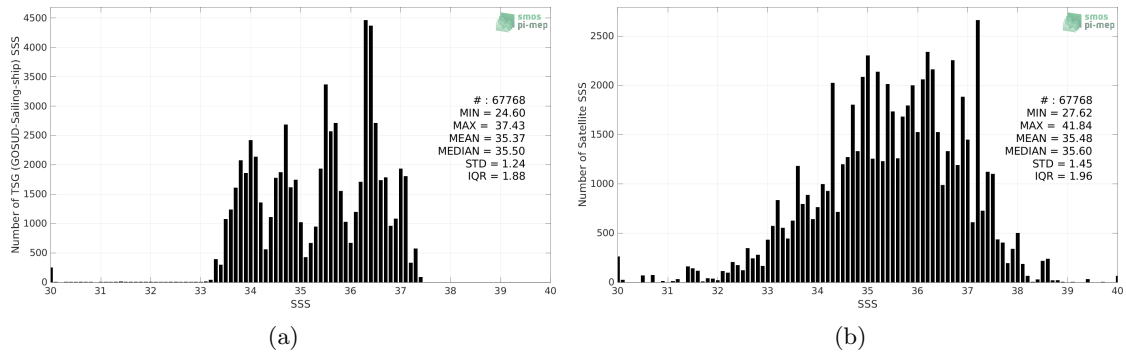 4500
4000
3500
3000
2500
2000
1500
1000
500
0
Number of TSG (GOSUD-Sailing-ship) SSS
smos
pi-mep
# : 67768
MIN = 24.60
MAX = 37.43
MEAN = 35.37
MEDIAN = 35.50
STD = 1.24
IQR = 1.88
30 31 32 33 34 35 36 37 38 39 40
SSS
(a)
2500
2000
1500
1000
500
0
Number of Satellite SSS
smos
pi-mep
# : 67768
MIN = 27.62
MAX = 41.84
MEAN = 35.48
MEDIAN = 35.60
STD = 1.45
IQR = 1.96
30 31 32 33 34 35 36 37 38 39 40
SSS
(b)